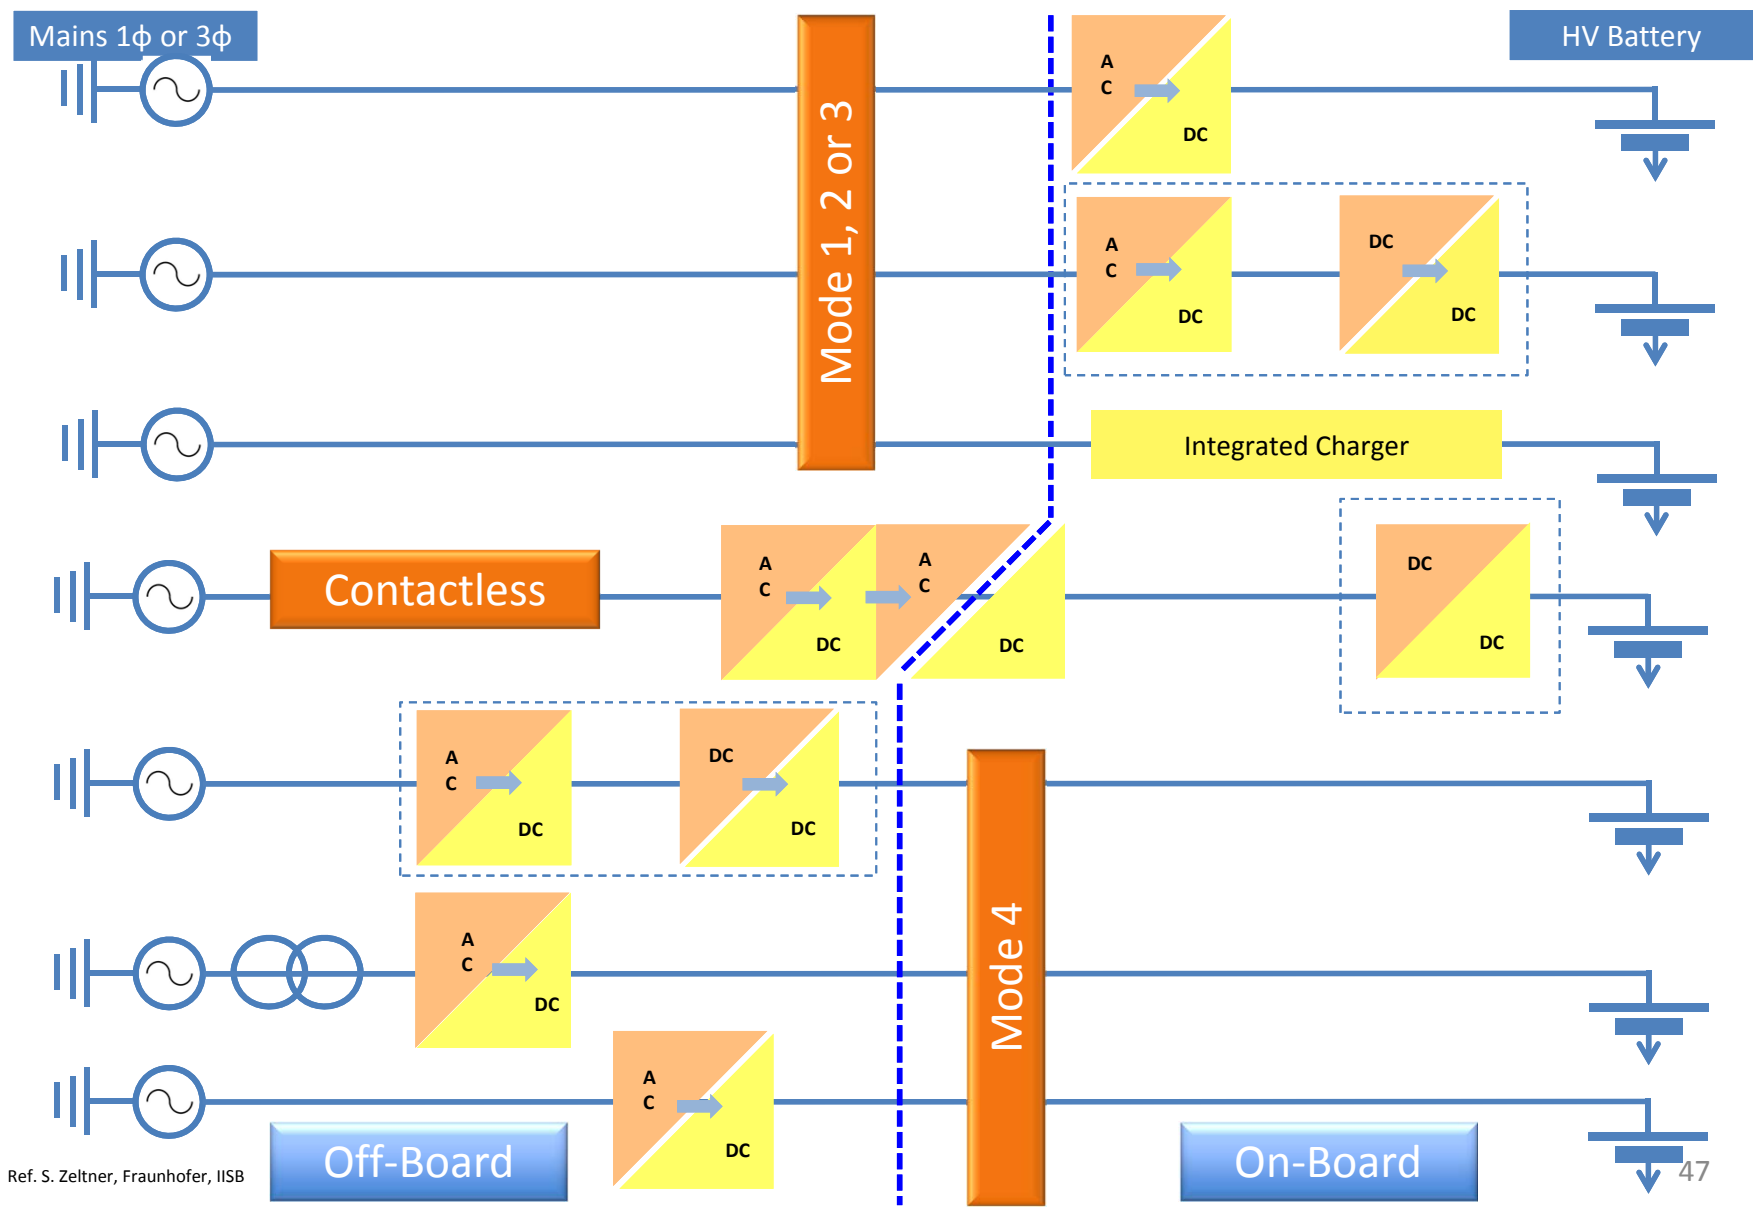 Mains 1ϕ or 3ϕ
HV Battery
Mode 1, 2 or 3
A
C
DC
A
C
DC
DC
DC
Integrated Charger
Contactless
A
C
DC
A
C
DC
DC
DC
A
C
DC
DC
DC
Mode 4
A
C
DC
A
C
DC
Off-Board
On-Board
Ref. S. Zeltner, Fraunhofer, IISB
47